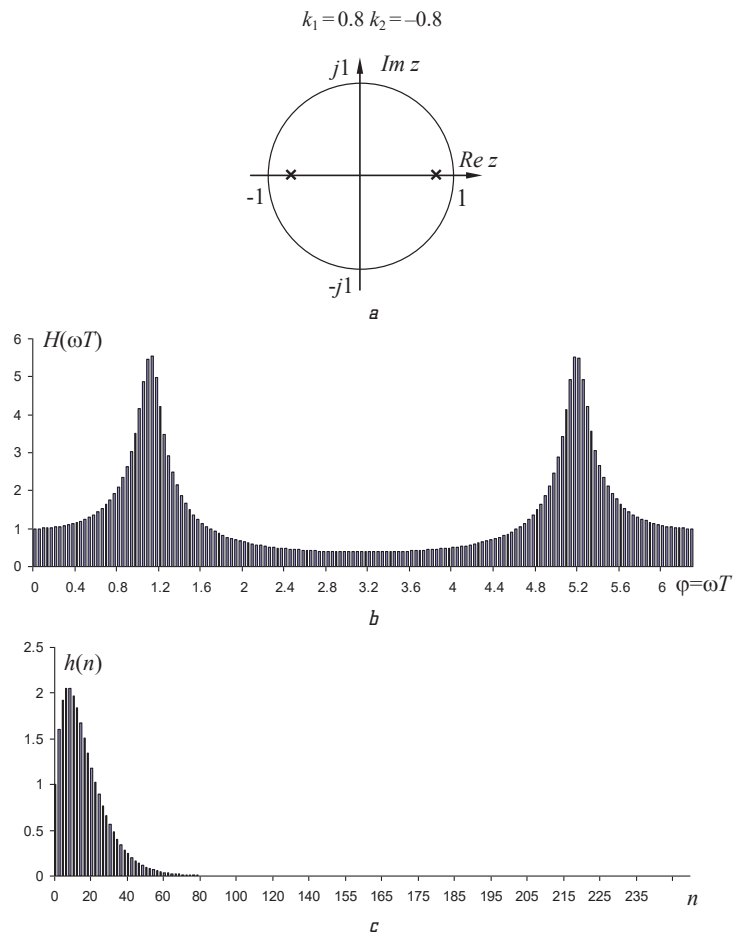 k₁ = 0.8 k₂ = –0.8
j1 Im z
Re z
-1 1
-j1
a
H(ωT)
6
5
4
3
2
1
0
0 0.4 0.8 1.2 1.6 2 2.4 2.8 3.2 3.6 4 4.4 4.8 5.2 5.6 6 φ=ωT
b
h(n)
2.5
2
1.5
1
0.5
0
0 20 40 60 80 100 120 140 155 165 175 185 195 205 215 225 235 n
c